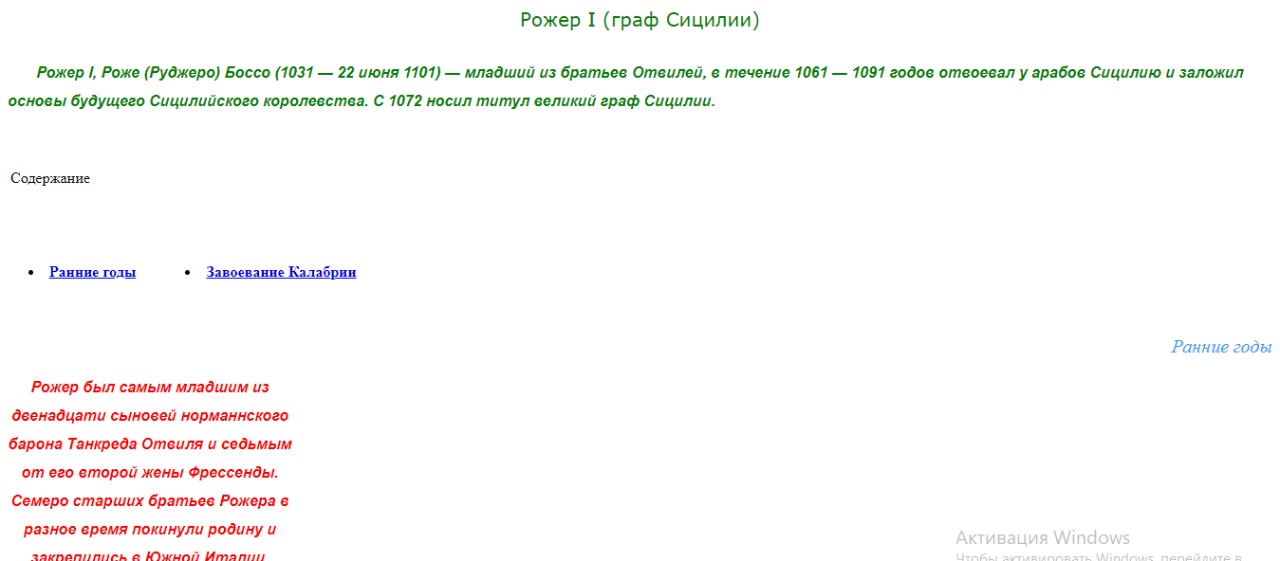 Рожер I (граф Сицилии)
Рожер I, Роже (Руджеро) Боссо (1031 — 22 июня 1101) — младший из братьев Отвилей, в течение 1061 — 1091 годов отвоевал у арабов Сицилию и заложил
основы будущего Сицилийского королевства. С 1072 носил титул великий граф Сицилии.
Содержание
• Ранние годы • Завоевание Калабрии
Ранние годы
Рожер был самым младшим из
двенадцати сыновей норманнского
барона Танкреда Отвиля и седьмым
от его второй жены Фрессенды.
Семеро старших братьев Рожера в
разное время покинули родину и
закрепились в Южной Италии
Активация Windows
Чтобы активировать Windows, перейдите в